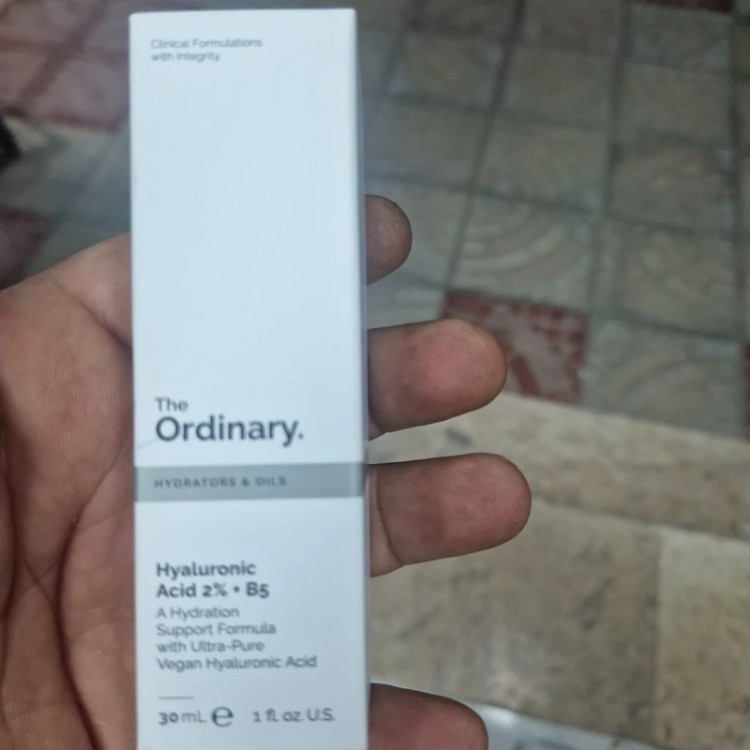 Clinical Formulations
with Integrity
The
Ordinary.
HYDRATORS & OILS
Hyaluronic
Acid 2% + B5
A Hydration
Support Formula
with Ultra-Pure
Vegan Hyaluronic Acid
30 mL ℮ 1 fl. oz. U.S.